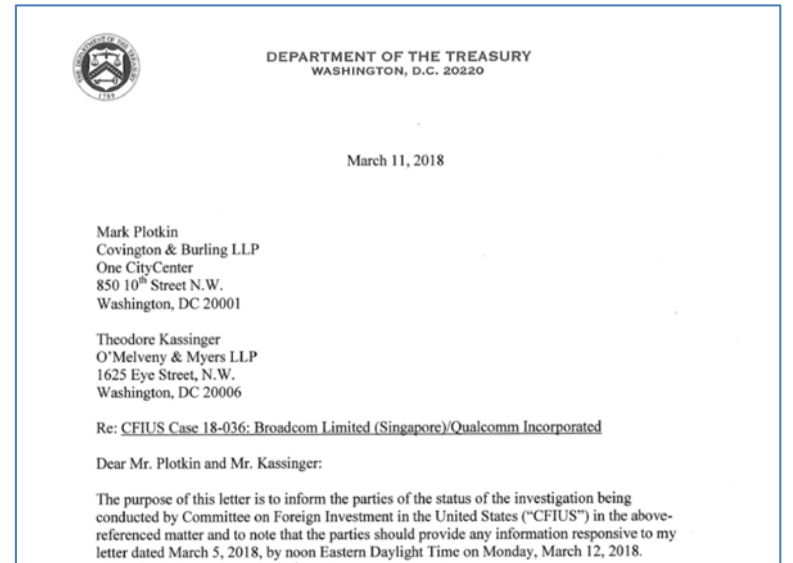 DEPARTMENT OF THE TREASURY
WASHINGTON, D.C. 20220
March 11, 2018
Mark Plotkin
Covington & Burling LLP
One CityCenter
850 10th Street N.W.
Washington, DC 20001
Theodore Kassinger
O'Melveny & Myers LLP
1625 Eye Street, N.W.
Washington, DC 20006
Re: CFIUS Case 18-036: Broadcom Limited (Singapore)/Qualcomm Incorporated
Dear Mr. Plotkin and Mr. Kassinger:
The purpose of this letter is to inform the parties of the status of the investigation being
conducted by Committee on Foreign Investment in the United States ("CFIUS") in the above-
referenced matter and to note that the parties should provide any information responsive to my
letter dated March 5, 2018, by noon Eastern Daylight Time on Monday, March 12, 2018.